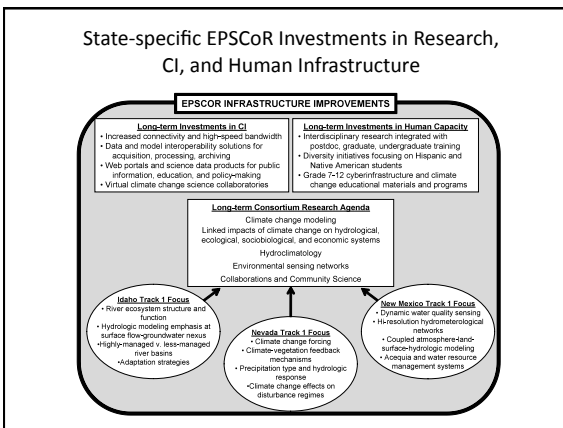 State-specific EPSCoR Investments in Research,
CI, and Human Infrastructure
EPSCOR INFRASTRUCTURE IMPROVEMENTS
Long-term Investments in CI
• Increased connectivity and high-speed bandwidth
• Data and model interoperability solutions for
acquisition, processing, archiving
• Web portals and science data products for public
information, education, and policy-making
• Virtual climate change science collaboratories
Long-term Investments in Human Capacity
• Interdisciplinary research integrated with
postdoc, graduate, undergraduate training
• Diversity initiatives focusing on Hispanic and
Native American students
• Grade 7-12 cyberinfrastructure and climate
change educational materials and programs
Long-term Consortium Research Agenda
Climate change modeling
Linked impacts of climate change on hydrological,
ecological, sociobiological, and economic systems
Hydroclimatology
Environmental sensing networks
Collaborations and Community Science
Idaho Track 1 Focus
• River ecosystem structure and
function
• Hydrologic modeling emphasis at
surface flow-groundwater nexus
• Highly-managed v. less-managed
river basins
• Adaptation strategies
Nevada Track 1 Focus
• Climate change forcing
• Climate-vegetation feedback
mechanisms
• Precipitation type and hydrologic
response
•Climate change effects on
disturbance regimes
New Mexico Track 1 Focus
• Dynamic water quality sensing
• Hi-resolution hydrometerological
networks
• Coupled atmosphere-land-
surface-hydrologic modeling
• Acequia and water resource
management systems